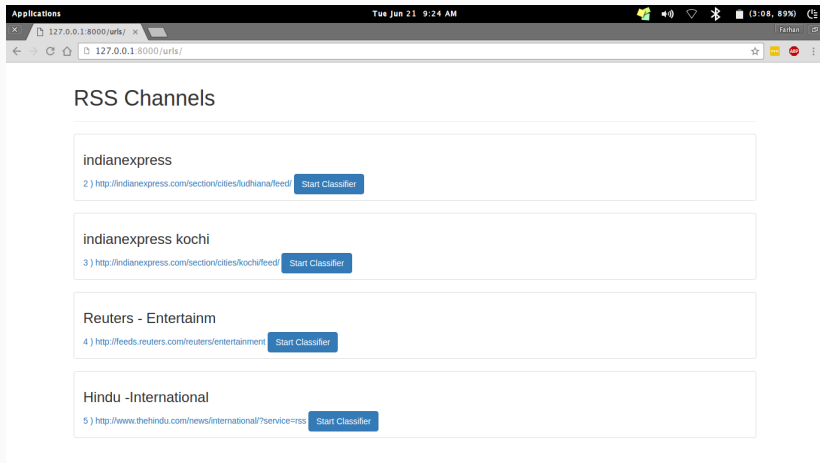 Applications Tue Jun 21 9:24 AM (3:08, 89%)
127.0.0.1:8000/urls/ Farhan
127.0.0.1:8000/urls/
RSS Channels
indianexpress
2 ) http://indianexpress.com/section/cities/ludhiana/feed/ Start Classifier
indianexpress kochi
3 ) http://indianexpress.com/section/cities/kochi/feed/ Start Classifier
Reuters - Entertainm
4 ) http://feeds.reuters.com/reuters/entertainment Start Classifier
Hindu -International
5 ) http://www.thehindu.com/news/international/?service=rss Start Classifier